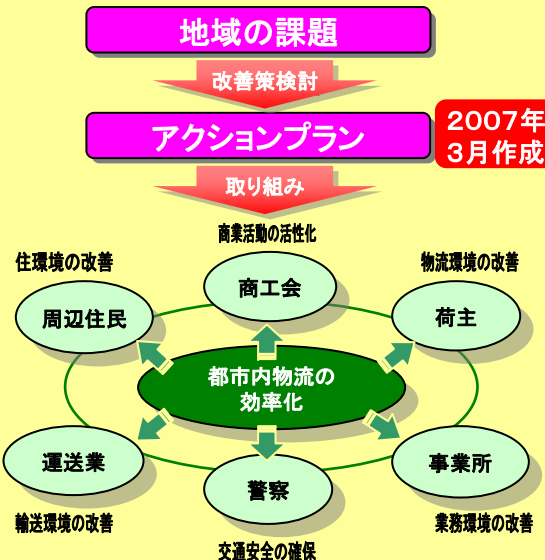 地域の課題
改善策検討
アクションプラン
2007年
3月作成
取り組み
商業活動の活性化
住環境の改善
物流環境の改善
商工会
周辺住民
荷主
都市内物流の
効率化
運送業
事業所
警察
輸送環境の改善
業務環境の改善
交通安全の確保